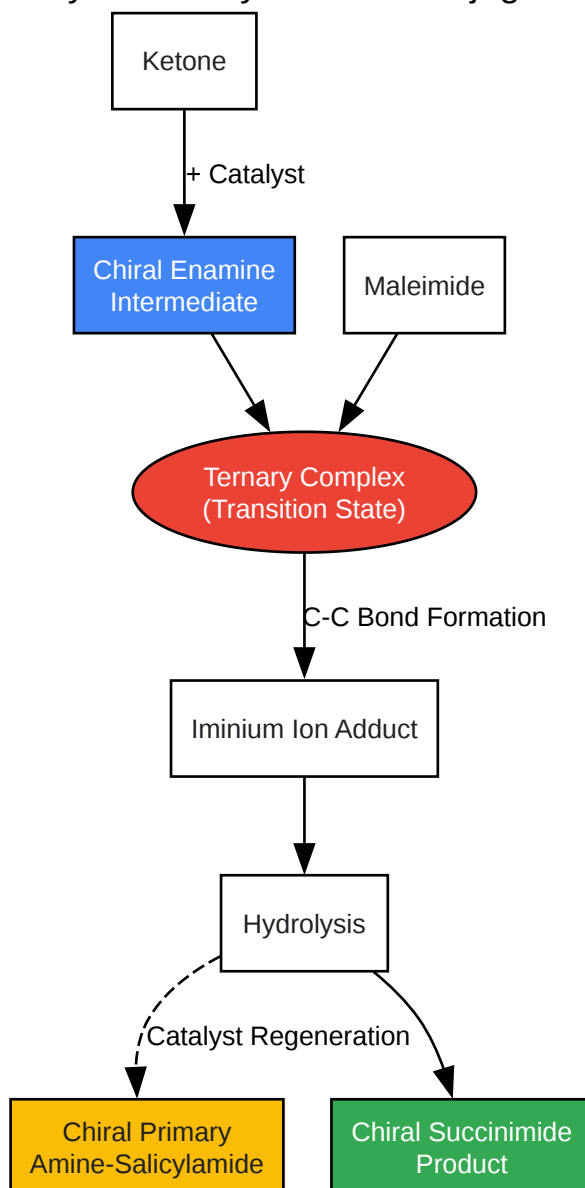 Ketone
+ Catalyst
Chiral Enamine
Intermediate
Maleimide
Ternary Complex
(Transition State)
C-C Bond Formation
Iminium Ion Adduct
Hydrolysis
Catalyst Regeneration
Chiral Primary
Amine-Salicylamide
Chiral Succinimide
Product